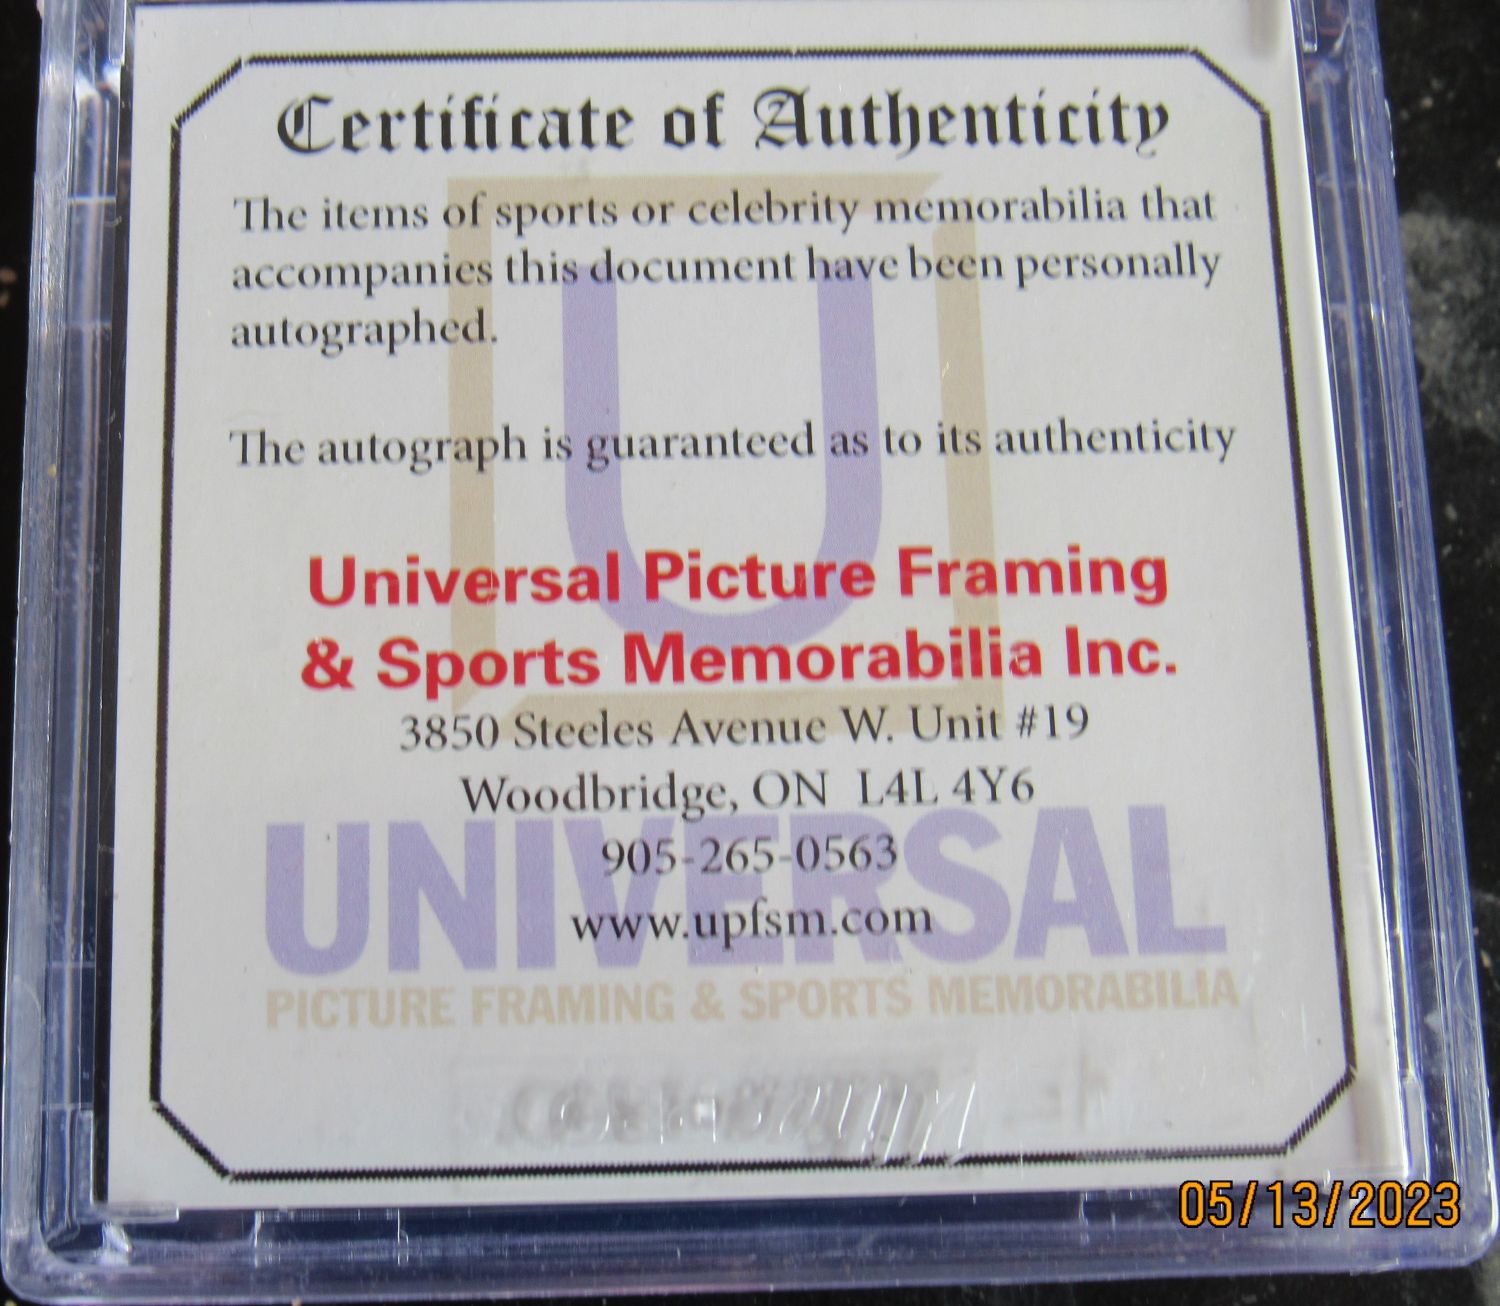 Certificate of Authenticity
The items of sports or celebrity memorabilia that
accompanies this document have been personally
autographed.
The autograph is guaranteed as to its authenticity
U
Universal Picture Framing
& Sports Memorabilia Inc.
3850 Steeles Avenue W. Unit #19
Woodbridge, ON L4L 4Y6
905-265-0563
www.upfsm.com
UNIVERSAL
PICTURE FRAMING & SPORTS MEMORABILIA
05/13/2023